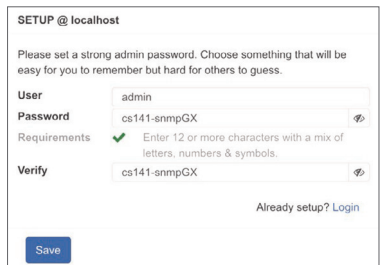 SETUP @ localhost
Please set a strong admin password. Choose something that will be
easy for you to remember but hard for others to guess.
User admin
Password cs141-snmpGX
Requirements ✔ Enter 12 or more characters with a mix of
letters, numbers & symbols.
Verify cs141-snmpGX
Already setup? Login
Save